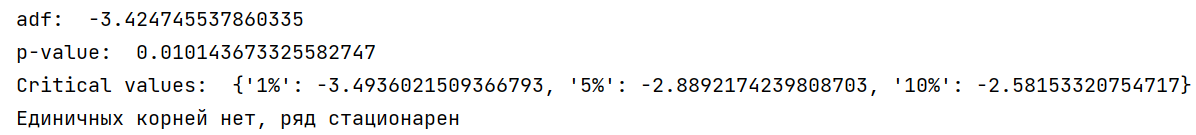 adf:  -3.424745537860335
p-value:  0.010143673325582747
Critical values:  {'1%': -3.4936021509366793, '5%': -2.8892174239808703, '10%': -2.58153320754717}
Единичных корней нет, ряд стационарен